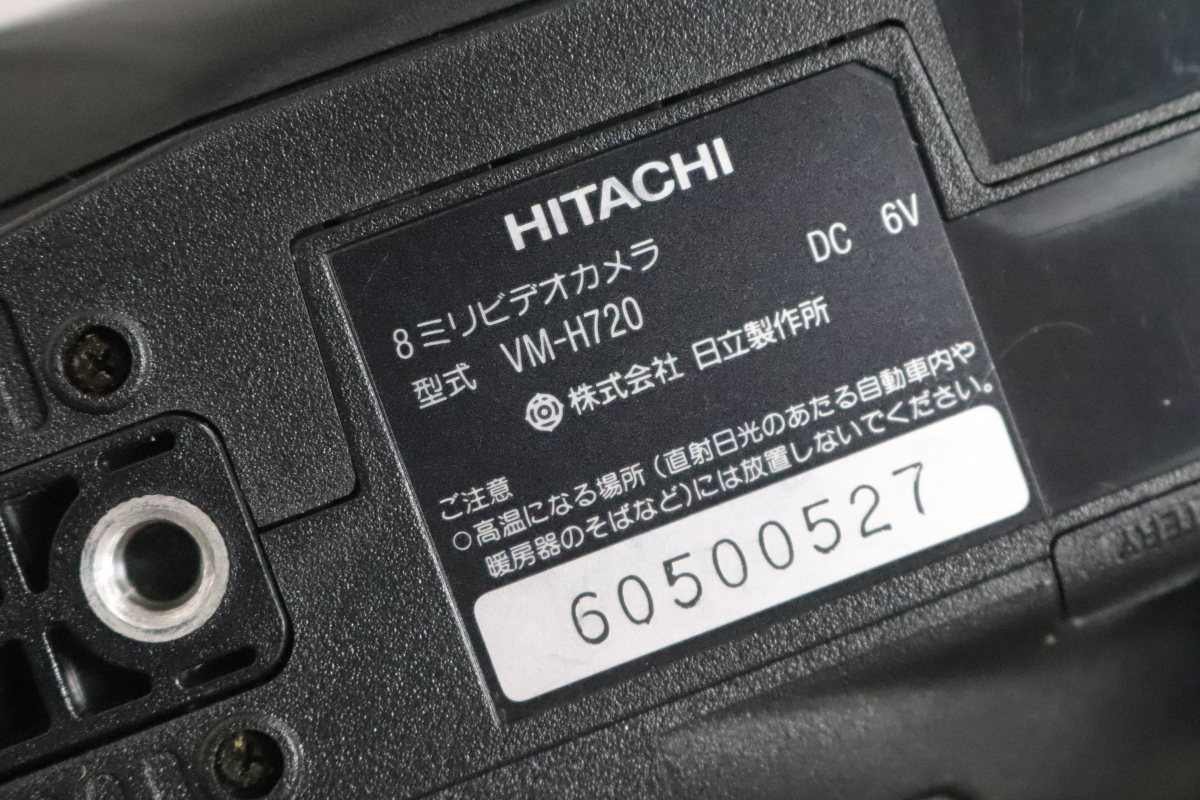 HITACHI
8ミリビデオカメラ DC 6V
型式 VM-H720
株式会社 日立製作所
ご注意
○高温になる場所(直射日光のあたる自動車内や
暖房器のそばなど)には放置しないでください。
60500527